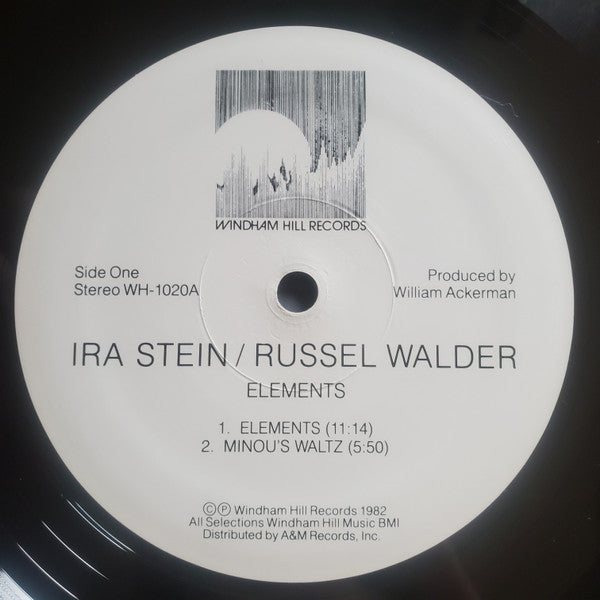 WINDHAM HILL RECORDS
Side One
Stereo WH-1020A
Produced by
William Ackerman
IRA STEIN / RUSSEL WALDER
ELEMENTS
1. ELEMENTS (11:14)
2. MINOU'S WALTZ (5:50)
©℗ Windham Hill Records 1982
All Selections Windham Hill Music BMI
Distributed by A&M Records, Inc.